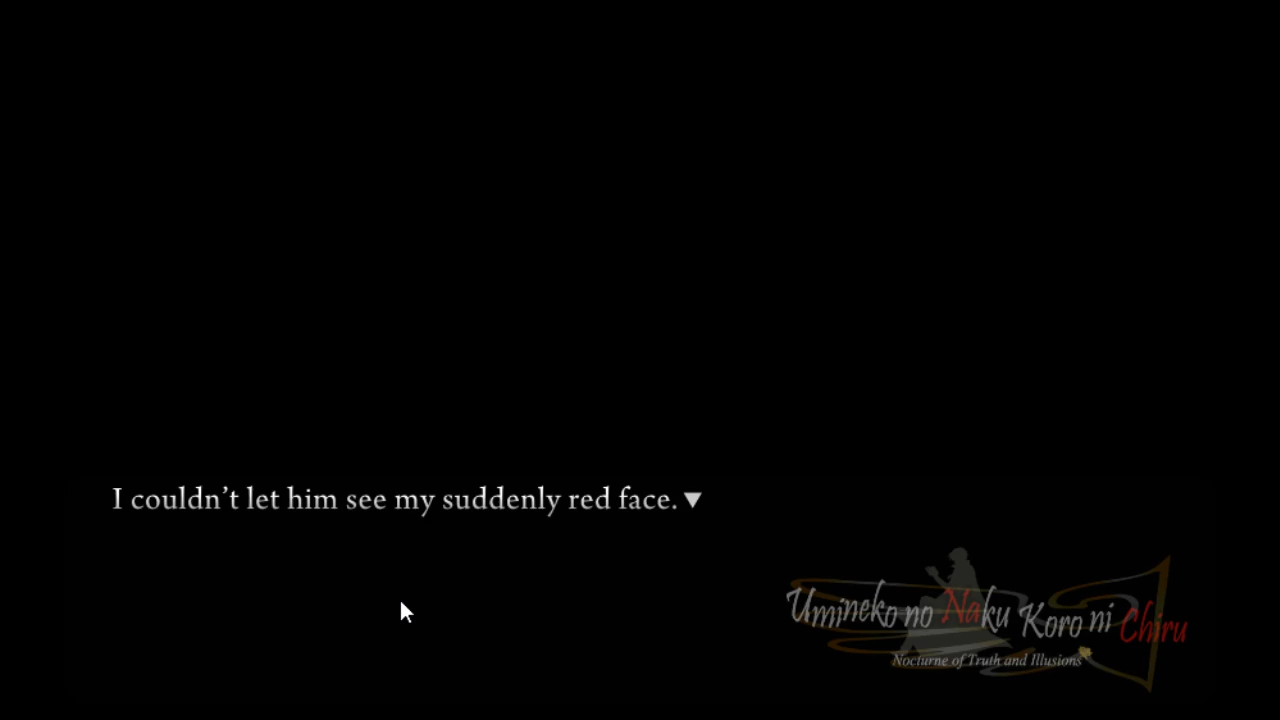 I couldn’t let him see my suddenly red face.
Umineko no Naku Koro ni Chiru
Nocturne of Truth and Illusions